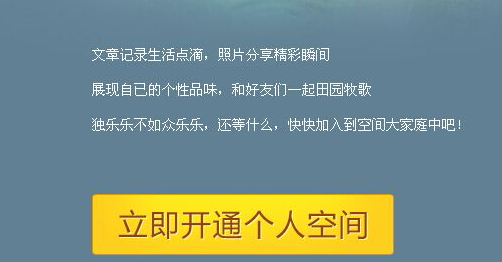 文章记录生活点滴，照片分享精彩瞬间
展现自已的个性品味，和好友们一起田园牧歌
独乐乐不如众乐乐，还等什么，快快加入到空间大家庭中吧！
立即开通个人空间